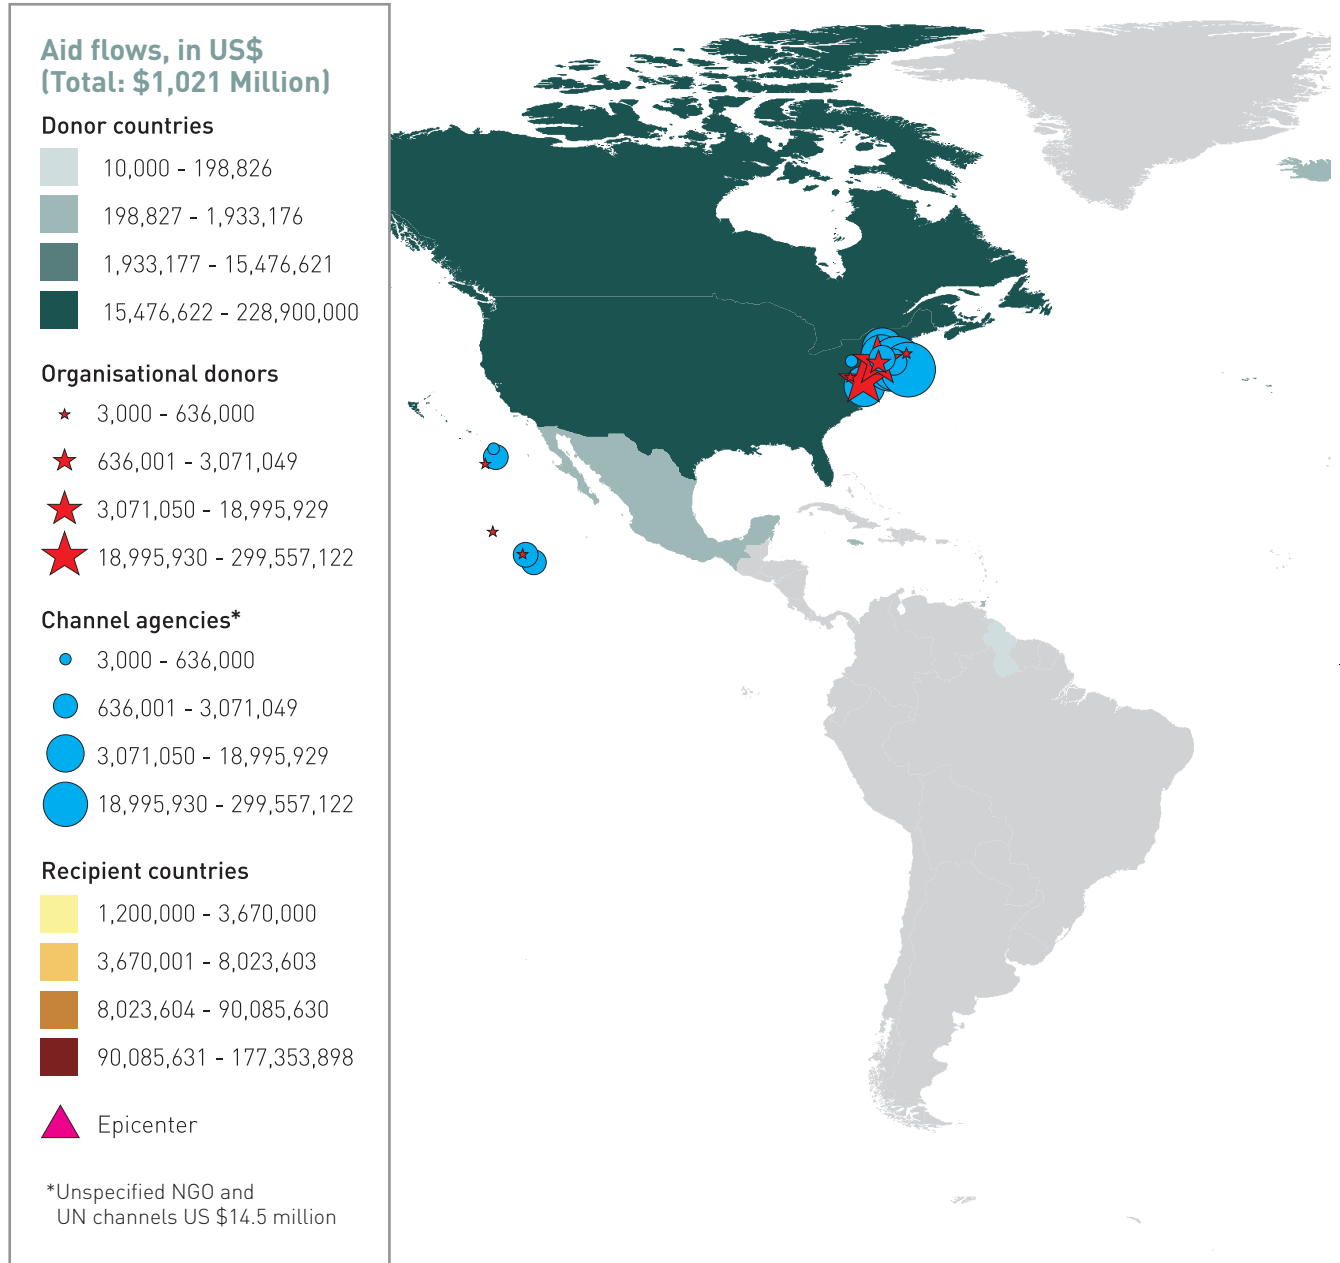 Aid flows, in US$
(Total: $1,021 Million)
Donor countries
10,000 - 198,826
198,827 - 1,933,176
1,933,177 - 15,476,621
15,476,622 - 228,900,000
Organisational donors
3,000 - 636,000
636,001 - 3,071,049
3,071,050 - 18,995,929
18,995,930 - 299,557,122
Channel agencies*
3,000 - 636,000
636,001 - 3,071,049
3,071,050 - 18,995,929
18,995,930 - 299,557,122
Recipient countries
1,200,000 - 3,670,000
3,670,001 - 8,023,603
8,023,604 - 90,085,630
90,085,631 - 177,353,898
Epicenter
*Unspecified NGO and
UN channels US $14.5 million